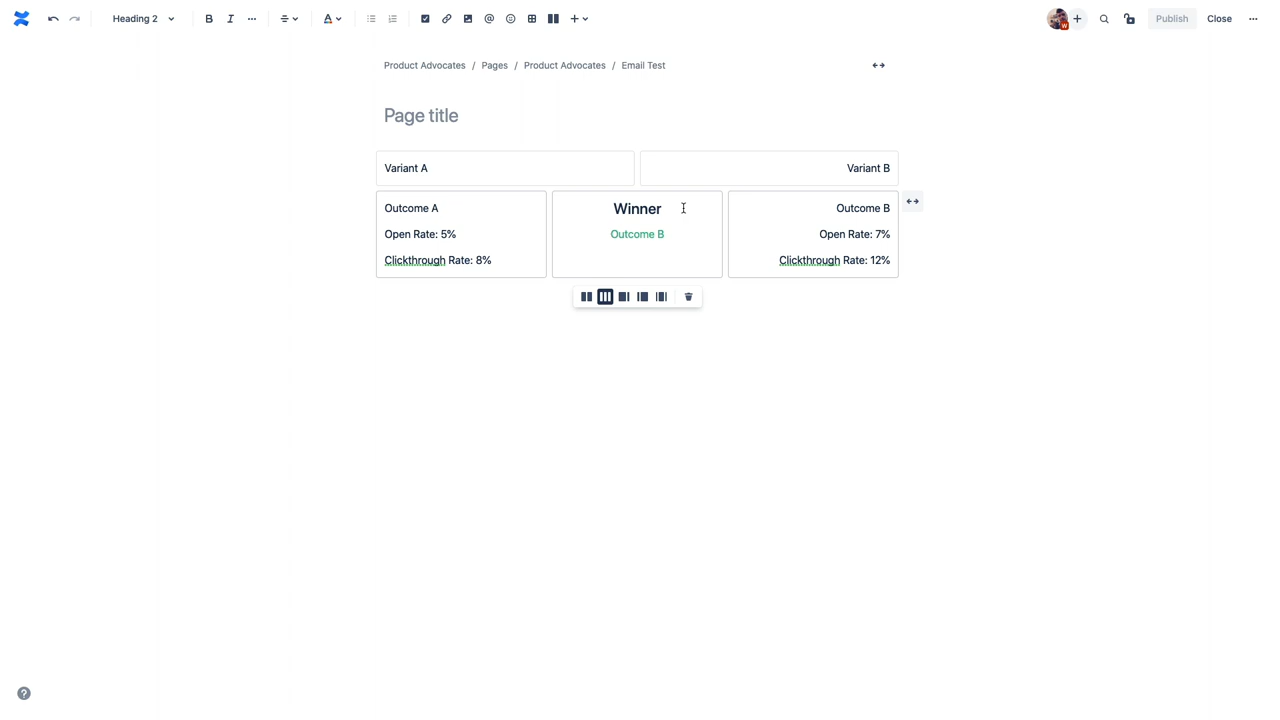 Heading 2
Product Advocates / Pages / Product Advocates / Email Test
Publish
Close
Page title
Variant A
Variant B
Outcome A
Open Rate: 5%
Clickthrough Rate: 8%
Winner
Outcome B
Outcome B
Open Rate: 7%
Clickthrough Rate: 12%